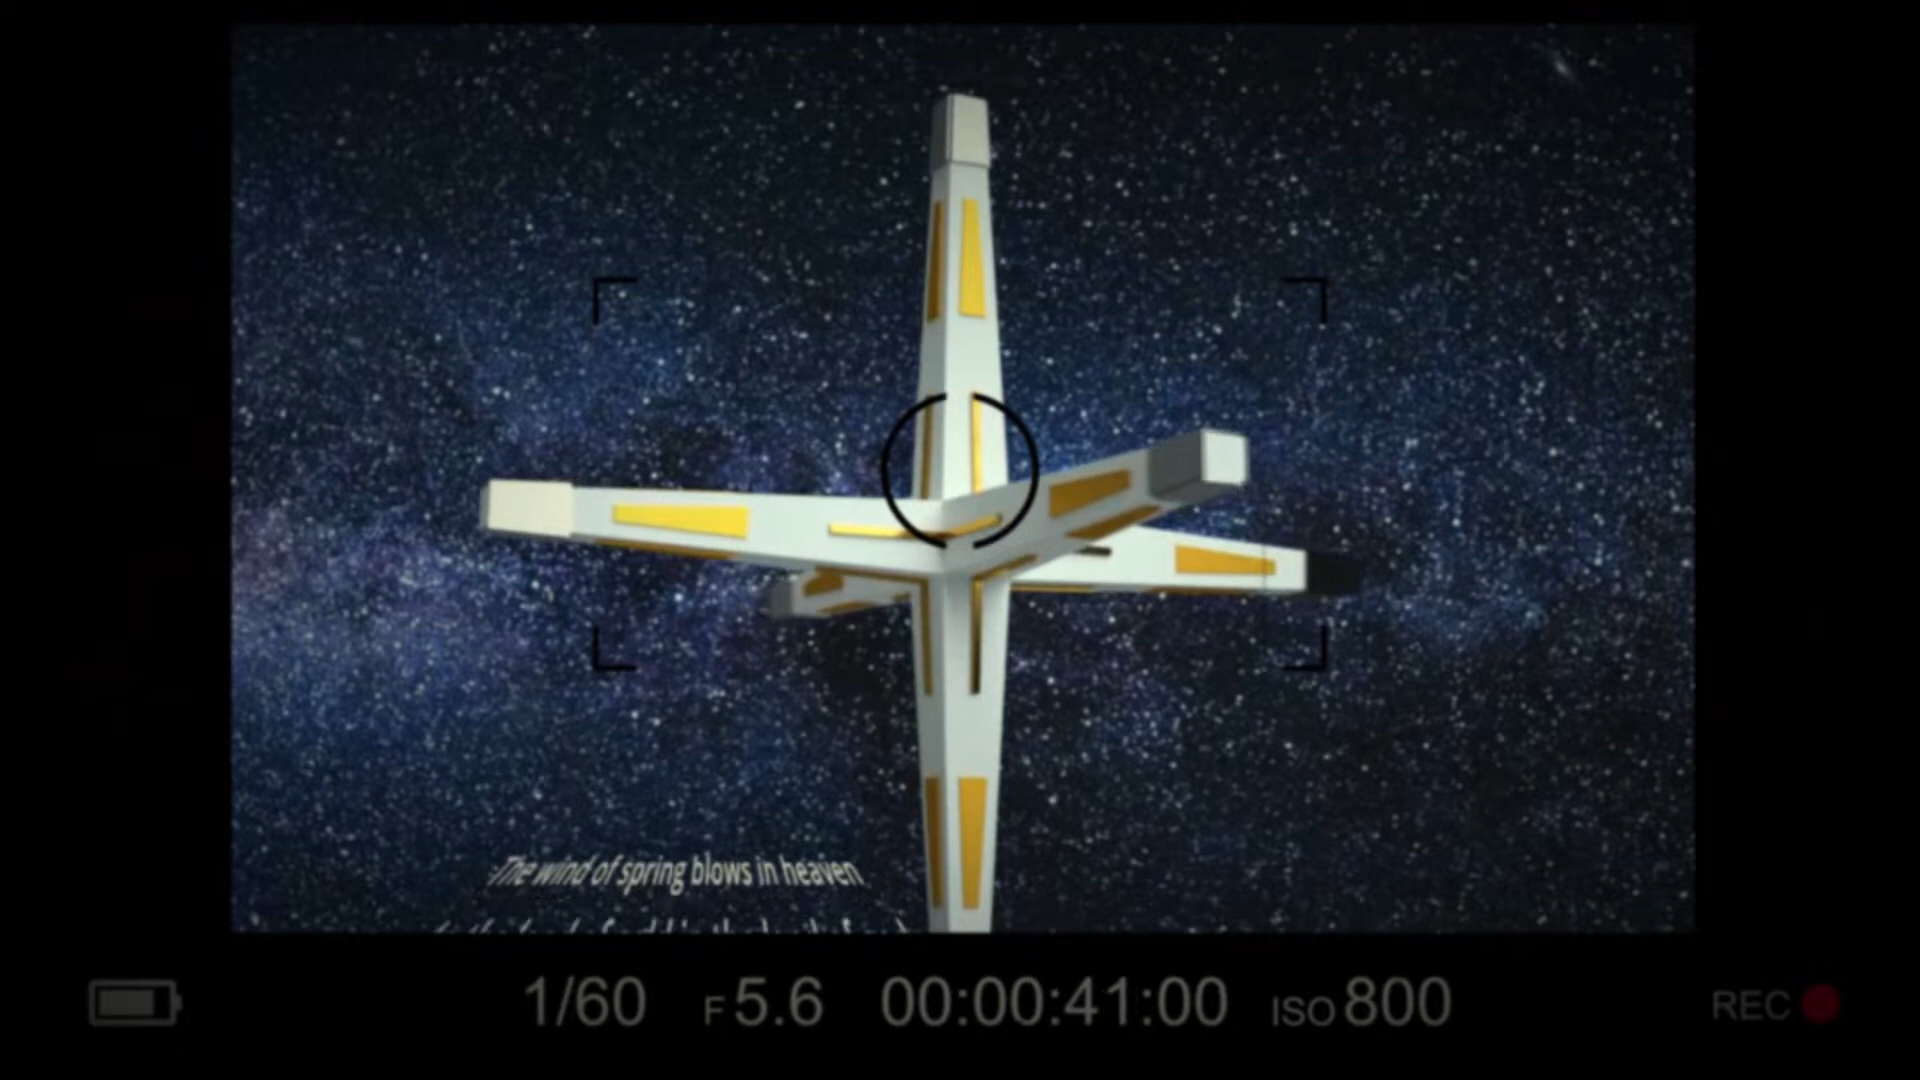 The wind of spring blows in heaven
1/60 F5.6 00:00:41:00 ISO800 REC